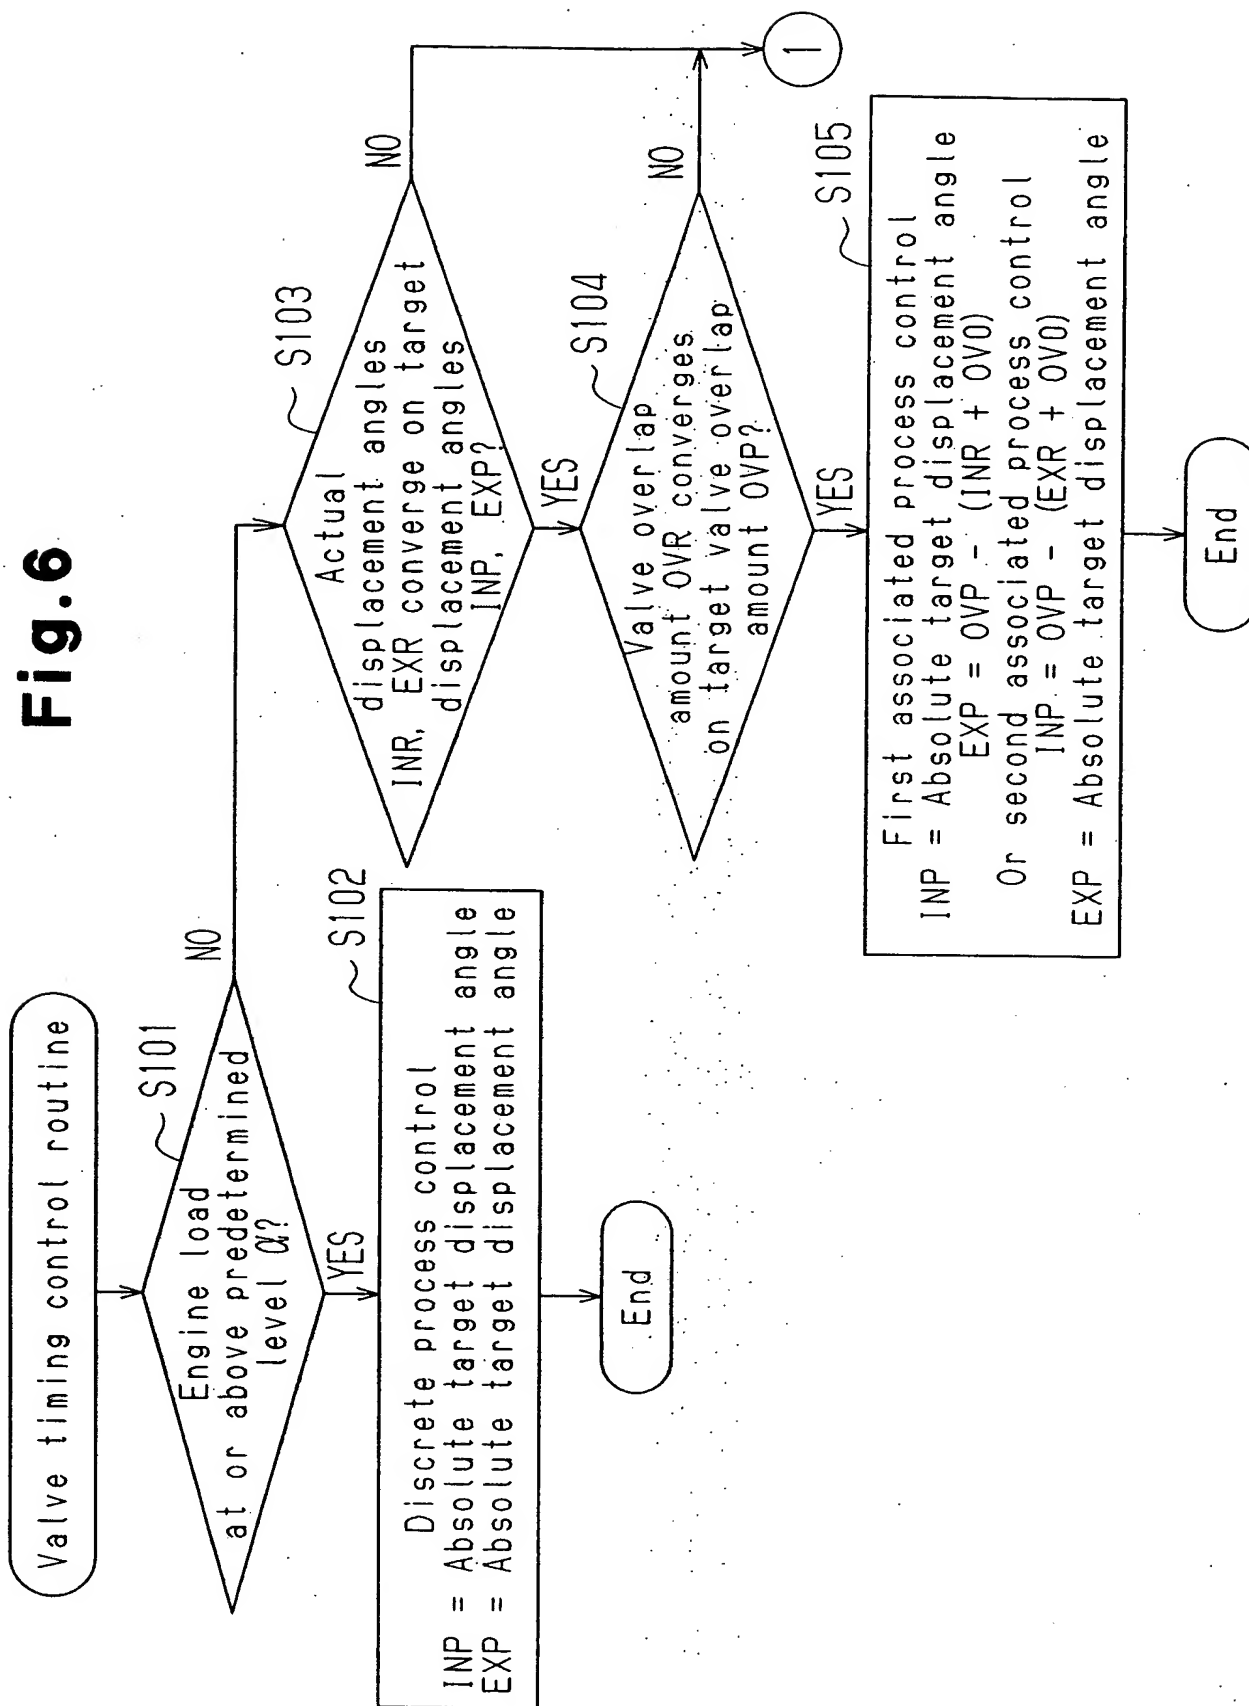 Fig.6
Valve timing control routine
S101
Engine load
at or above predetermined
level α?
NO
YES
S102
Discrete process control
INP = Absolute target displacement angle
EXP = Absolute target displacement angle
End
S103
Actual
displacement angles
INR, EXR converge on target
displacement angles
INP, EXP?
NO
YES
S104
Valve overlap
amount OVR converges
on target valve overlap
amount OVP?
NO
1
YES
S105
First associated process control
INP = Absolute target displacement angle
EXP = OVP - (INR + OVO)
Or second associated process control
INP = OVP - (EXR + OVO)
EXP = Absolute target displacement angle
End